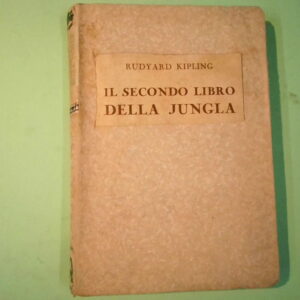 RUDYARD KIPLING
IL SECONDO LIBRO
DELLA JUNGLA